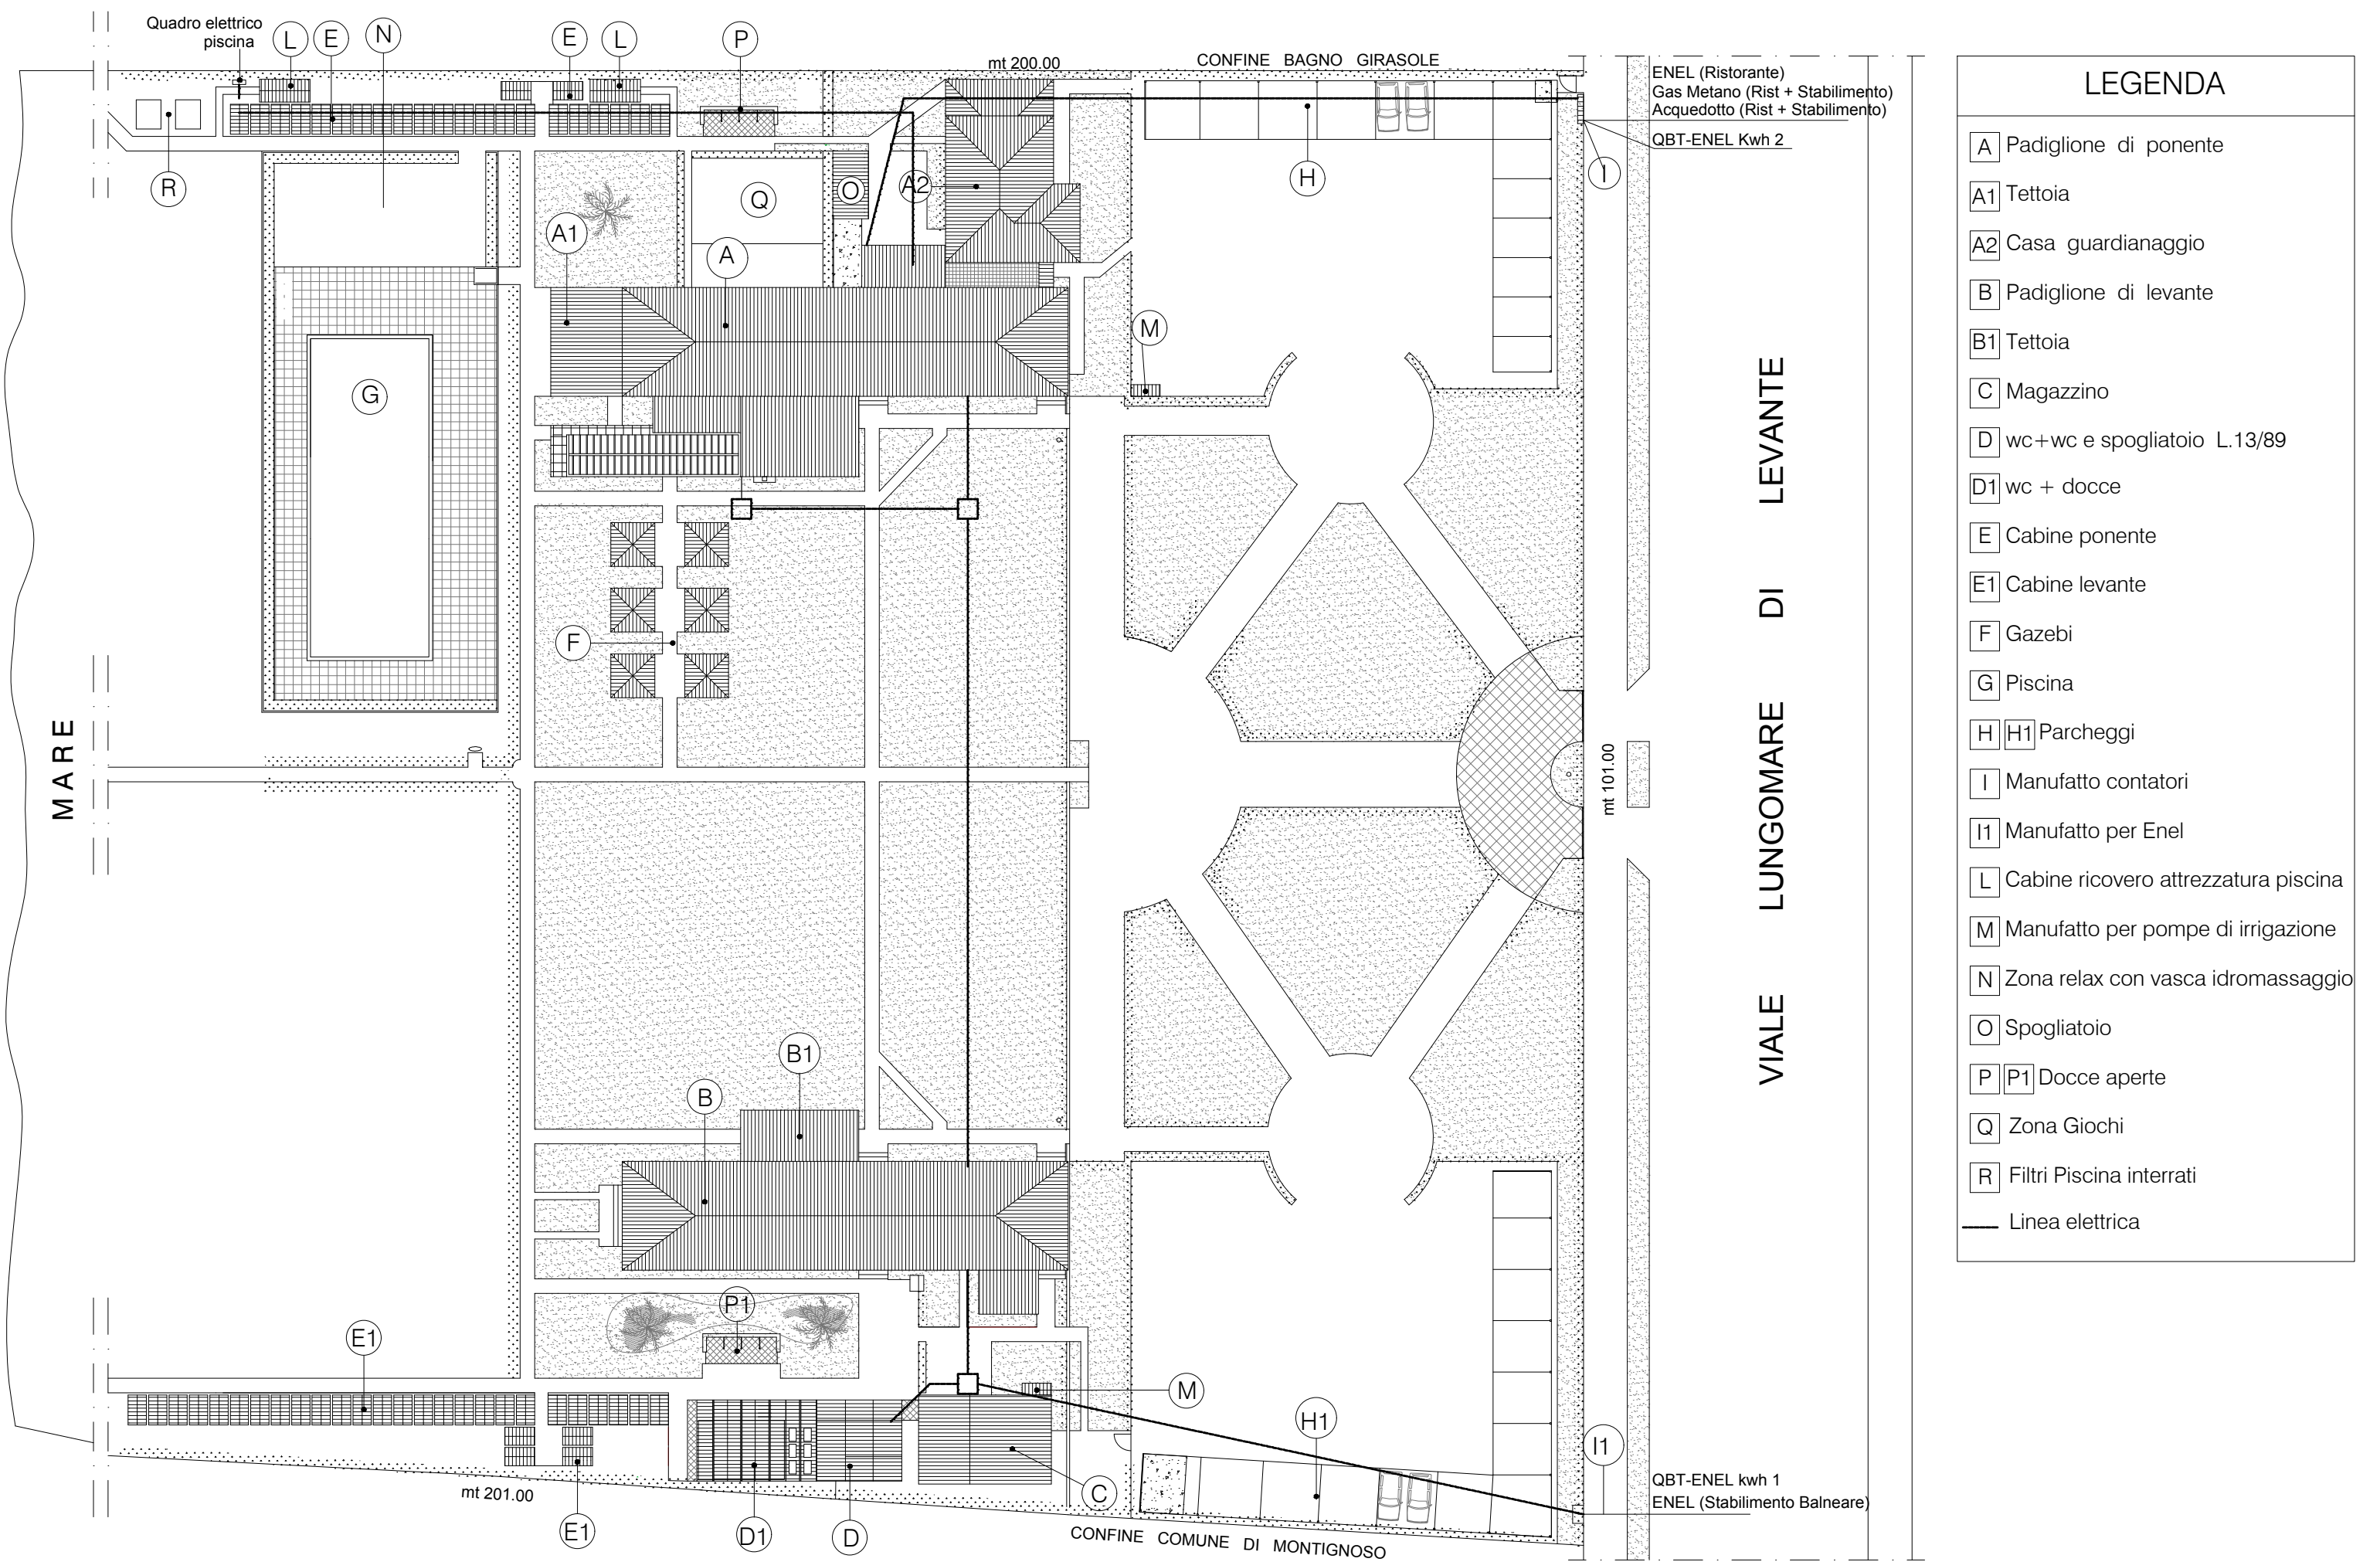 Quadro elettrico
piscina
L
E
N
E
L
P
mt 200.00
CONFINE BAGNO GIRASOLE
ENEL (Ristorante)
Gas Metano (Rist + Stabilimento)
Acquedotto (Rist + Stabilimento)
QBT-ENEL Kwh 2
R
Q
O
A2
H
I
A1
A
M
G
F
MARE
mt 101.00
VIALE LUNGOMARE DI LEVANTE
B1
B
P1
E1
M
H1
I1
C
D1
D
E1
mt 201.00
CONFINE COMUNE DI MONTIGNOSO
QBT-ENEL kwh 1
ENEL (Stabilimento Balneare)
LEGENDA
A Padiglione di ponente
A1 Tettoia
A2 Casa guardianaggio
B Padiglione di levante
B1 Tettoia
C Magazzino
D wc+wc e spogliatoio L.13/89
D1 wc + docce
E Cabine ponente
E1 Cabine levante
F Gazebi
G Piscina
H H1 Parcheggi
I Manufatto contatori
I1 Manufatto per Enel
L Cabine ricovero attrezzatura piscina
M Manufatto per pompe di irrigazione
N Zona relax con vasca idromassaggio
O Spogliatoio
P P1 Docce aperte
Q Zona Giochi
R Filtri Piscina interrati
Linea elettrica